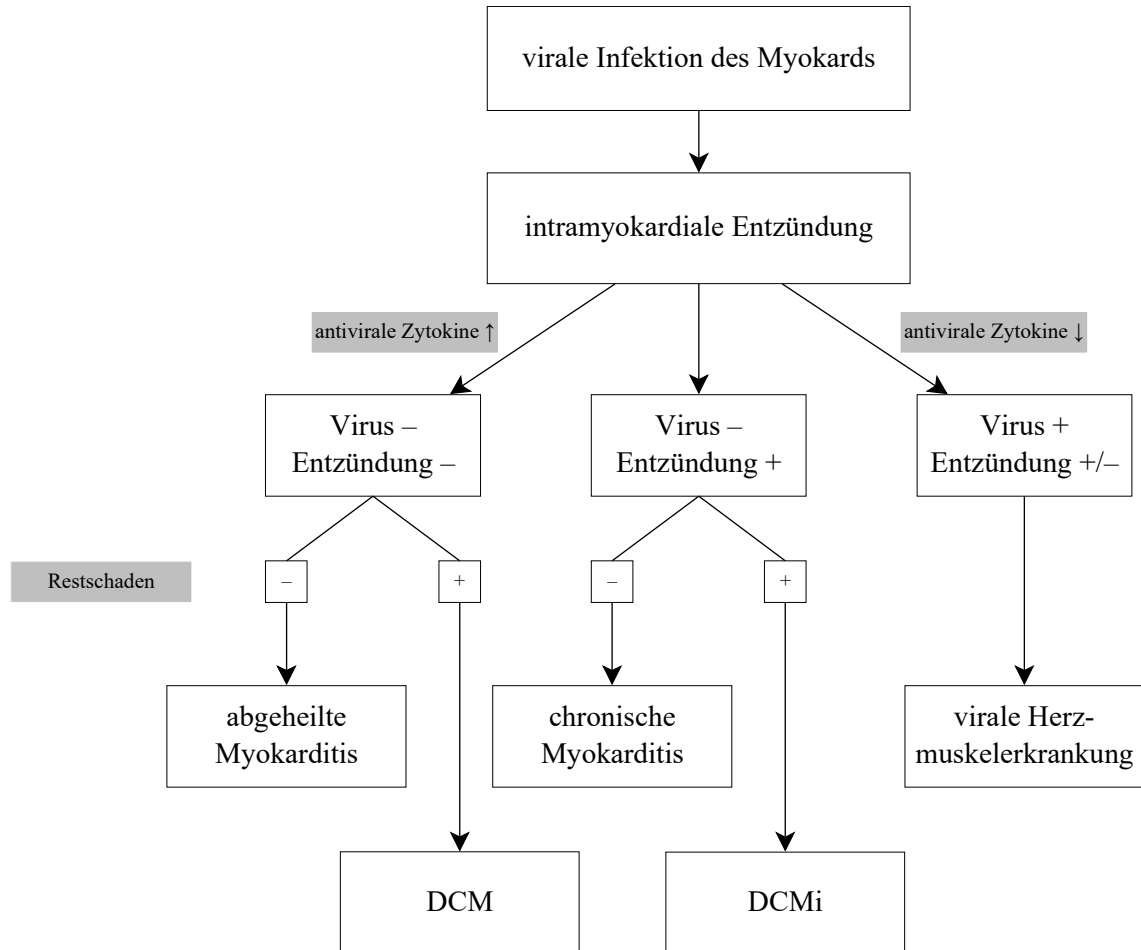 virale Infektion des Myokards
intramyokardiale Entzündung
antivirale Zytokine ↑
antivirale Zytokine ↓
Virus –
Entzündung –
Virus –
Entzündung +
Virus +
Entzündung +/–
Restschaden
–
+
–
+
abgeheilte
Myokarditis
chronische
Myokarditis
virale Herz-
muskelerkrankung
DCM
DCMi